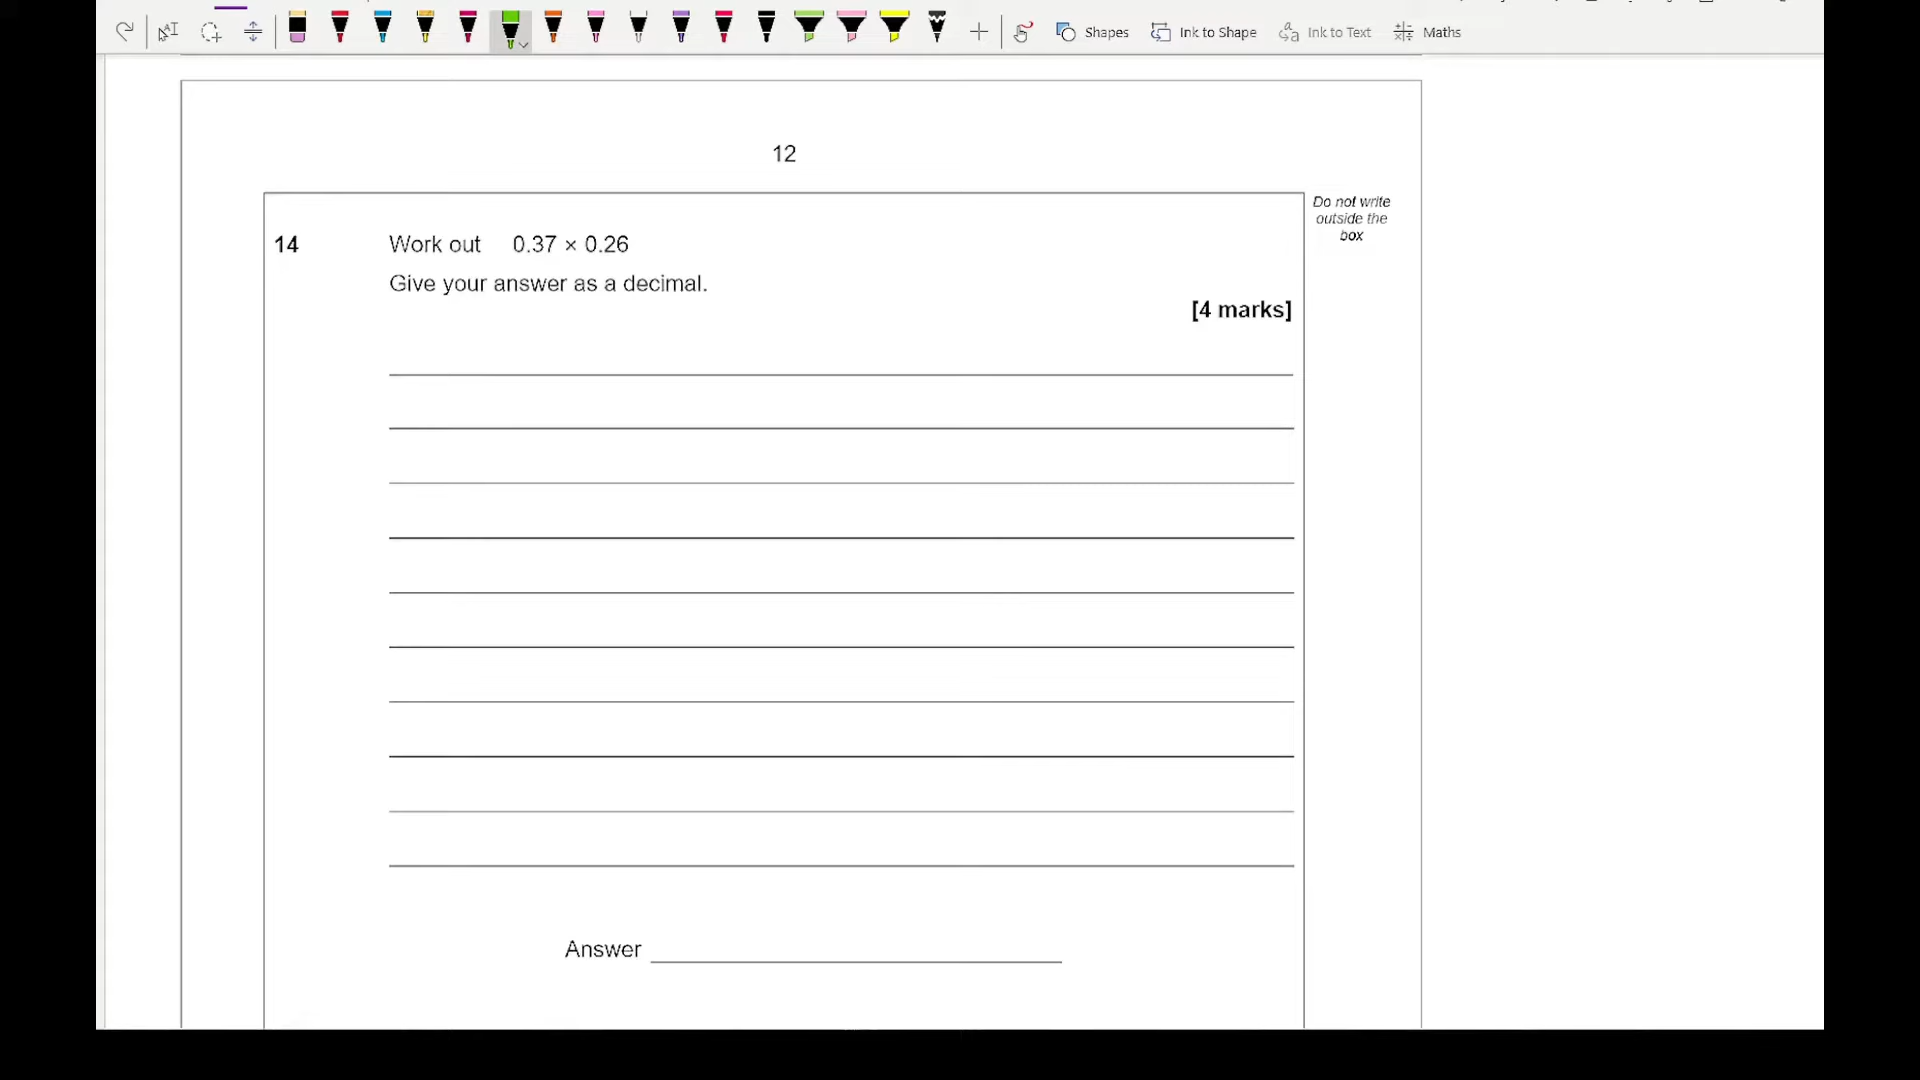 Shapes Ink to Shape Ink to Text Maths
12
Do not write
outside the
box
14 Work out 0.37 × 0.26
Give your answer as a decimal.
[4 marks]
Answer